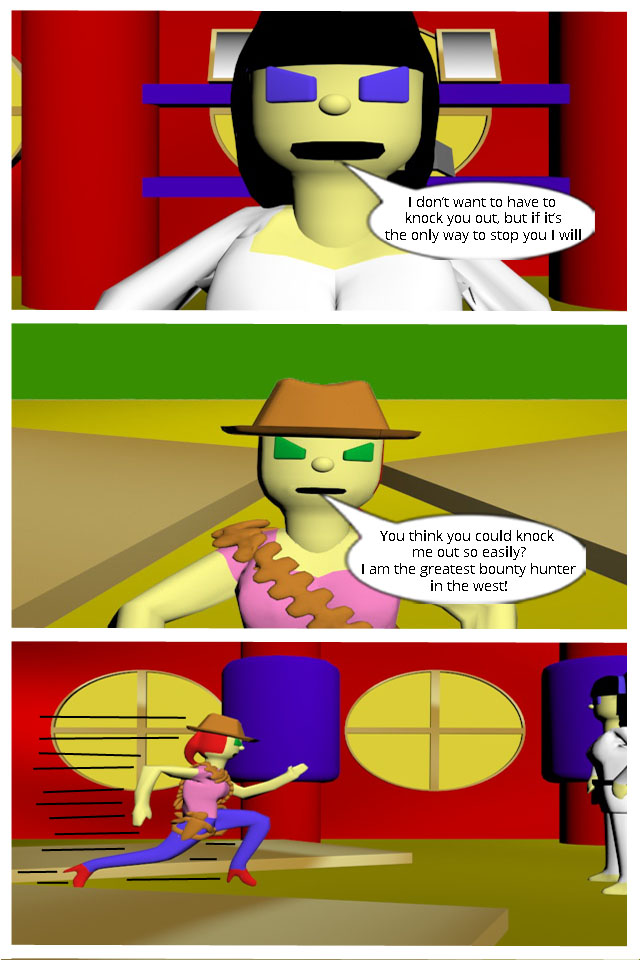 I don't want to have to
knock you out, but if it's
the only way to stop you I will
You think you could knock
me out so easily?
I am the greatest bounty hunter
in the west!